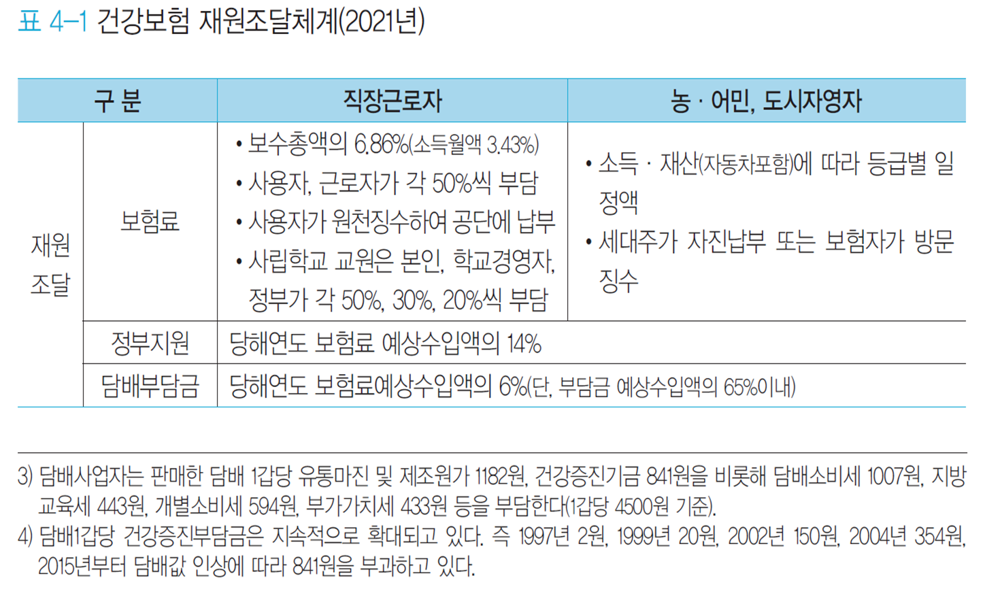 표 4-1 건강보험 재원조달체계(2021년)
구 분
직장근로자
농·어민, 도시자영자
재원
조달
보험료
• 보수총액의 6.86%(소득월액 3.43%)
• 사용자, 근로자가 각 50%씩 부담
• 사용자가 원천징수하여 공단에 납부
• 사립학교 교원은 본인, 학교경영자,
정부가 각 50%, 30%, 20%씩 부담
• 소득·재산(자동차포함)에 따라 등급별 일
정액
• 세대주가 자진납부 또는 보험자가 방문
징수
정부지원
당해연도 보험료 예상수입액의 14%
담배부담금
당해연도 보험료예상수입액의 6%(단, 부담금 예상수입액의 65%이내)
3) 담배사업자는 판매한 담배 1갑당 유통마진 및 제조원가 1182원, 건강증진기금 841원을 비롯해 담배소비세 1007원, 지방
교육세 443원, 개별소비세 594원, 부가가치세 433원 등을 부담한다(1갑당 4500원 기준).
4) 담배1갑당 건강증진부담금은 지속적으로 확대되고 있다. 즉 1997년 2원, 1999년 20원, 2002년 150원, 2004년 354원,
2015년부터 담배값 인상에 따라 841원을 부과하고 있다.